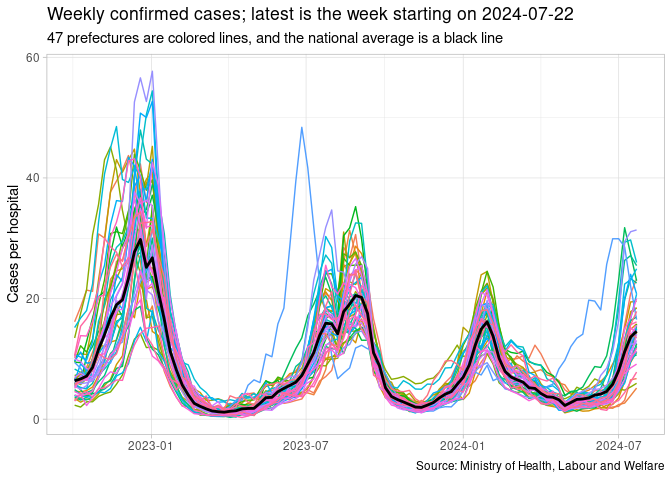 Weekly confirmed cases; latest is the week starting on 2024-07-22
47 prefectures are colored lines, and the national average is a black line
60
40
20
0
Cases per hospital
2023-01
2023-07
2024-01
2024-07
Source: Ministry of Health, Labour and Welfare